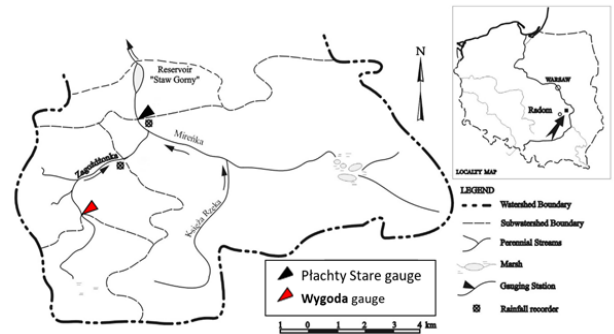 Reservoir
"Staw Gorny"
N
Mireńka
Zagożdżonka
Księża Rzeka
WARSAW
Radom
LOCALITY MAP
LEGEND
Watershed Boundary
Subwatershed Boundary
Perennial Streams
Marsh
Gauging Station
Rainfall recorder
Płachty Stare gauge
Wygoda gauge
1 0 1 2 3 4 km